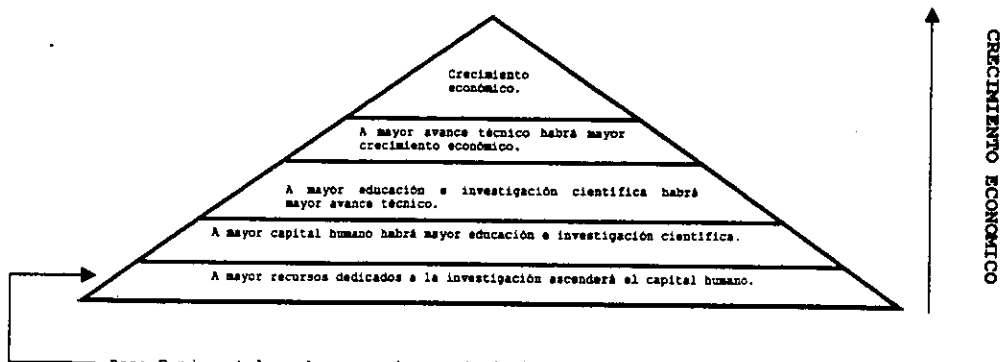 Crecimiento
económico.
A mayor avance técnico habrá mayor
crecimiento económico.
A mayor educación e investigación científica habrá
mayor avance técnico.
A mayor capital humano habrá mayor educación e investigación científica.
A mayor recursos dedicados a la investigación ascenderá el capital humano.
CRECIMIENTO ECONOMICO